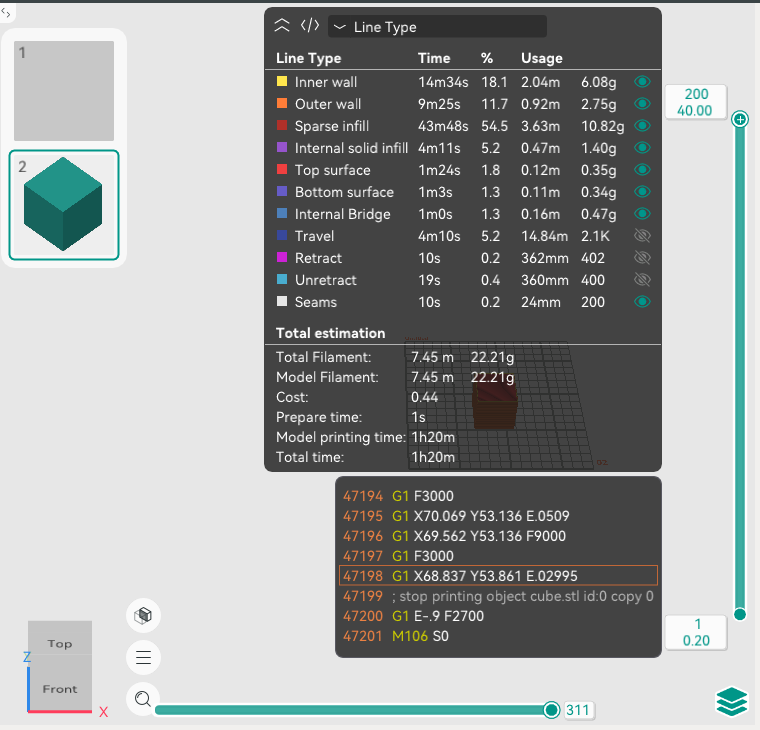 1
2
</> Line Type
Line Type Time % Usage
Inner wall 14m34s 18.1 2.04m 6.08g
Outer wall 9m25s 11.7 0.92m 2.75g
Sparse infill 43m48s 54.5 3.63m 10.82g
Internal solid infill 4m11s 5.2 0.47m 1.40g
Top surface 1m24s 1.8 0.12m 0.35g
Bottom surface 1m3s 1.3 0.11m 0.34g
Internal Bridge 1m0s 1.3 0.16m 0.47g
Travel 4m10s 5.2 14.84m 2.1K
Retract 10s 0.2 362mm 402
Unretract 19s 0.4 360mm 400
Seams 10s 0.2 24mm 200
Total estimation
Total Filament: 7.45 m 22.21g
Model Filament: 7.45 m 22.21g
Cost: 0.44
Prepare time: 1s
Model printing time: 1h20m
Total time: 1h20m
200
40.00
47194 G1 F3000
47195 G1 X70.069 Y53.136 E.0509
47196 G1 X69.562 Y53.136 F9000
47197 G1 F3000
47198 G1 X68.837 Y53.861 E.02995
47199 ; stop printing object cube.stl id:0 copy 0
47200 G1 E-.9 F2700
47201 M106 S0
1
0.20
Top
Front
Z
X
311